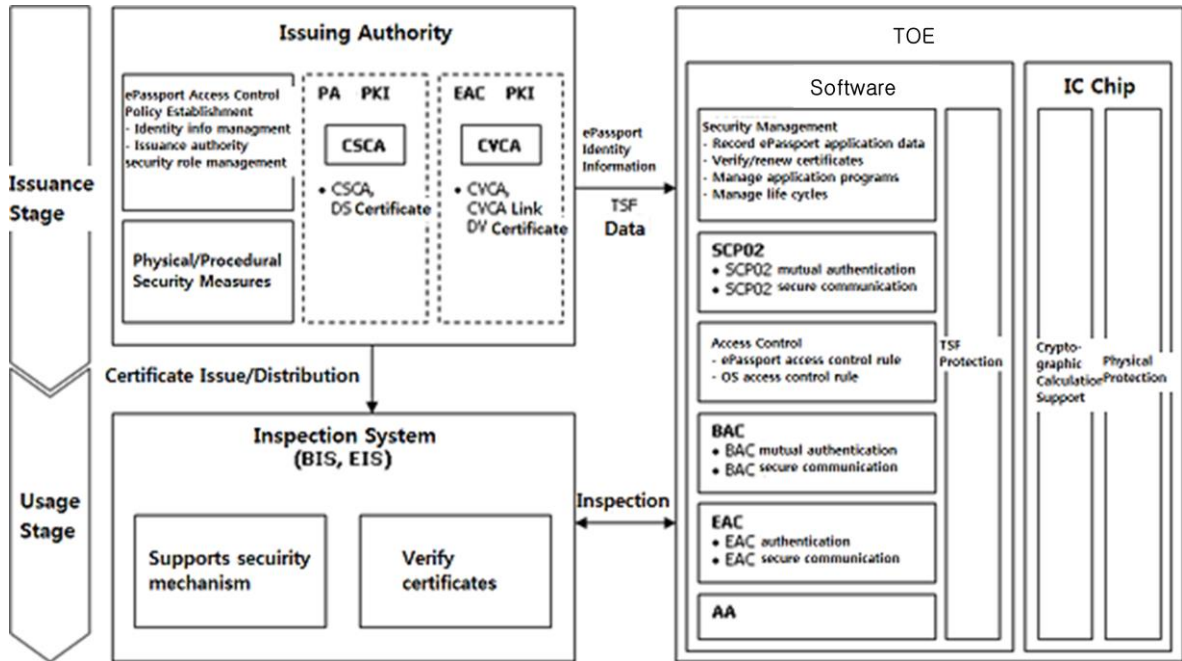 Issuance
Stage
Usage
Stage
Issuing Authority
ePassport Access Control
Policy Establishment
- Identity info managment
- Issuance authority
security role management
Physical/Procedural
Security Measures
PA PKI
CSCA
• CSCA,
DS Certificate
EAC PKI
CVCA
• CVCA,
CVCA Link
DV Certificate
ePassport
Identity
Information
TSF
Data
Certificate Issue/Distribution
Inspection System
(BIS, EIS)
Supports secuirity
mechanism
Verify
certificates
Inspection
TOE
Software
Security Management
- Record ePassport application data
- Verify/renew certificates
- Manage application programs
- Manage life cycles
SCP02
• SCP02 mutual authentication
• SCP02 secure communication
Access Control
- ePassport access control rule
- OS access control rule
BAC
• BAC mutual authentication
• BAC secure communication
EAC
• EAC authentication
• EAC secure communication
AA
TSF
Protection
IC Chip
Crypto-
graphic
Calculation
Support
Physical
Protection